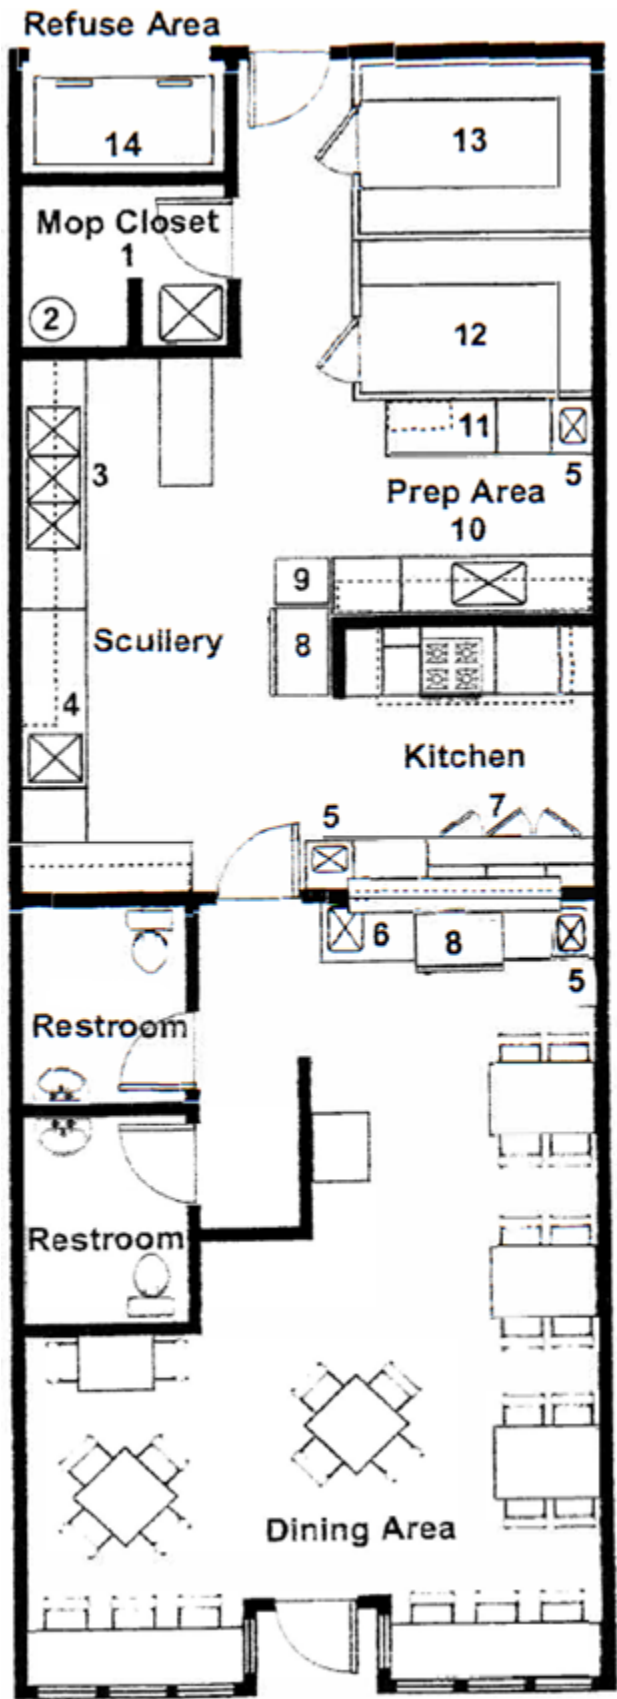 Refuse Area
14
13
Mop Closet
1
2
12
11
3
5
Prep Area
10
9
Scullery
8
4
Kitchen
7
5
6
8
5
Restroom
Restroom
Dining Area